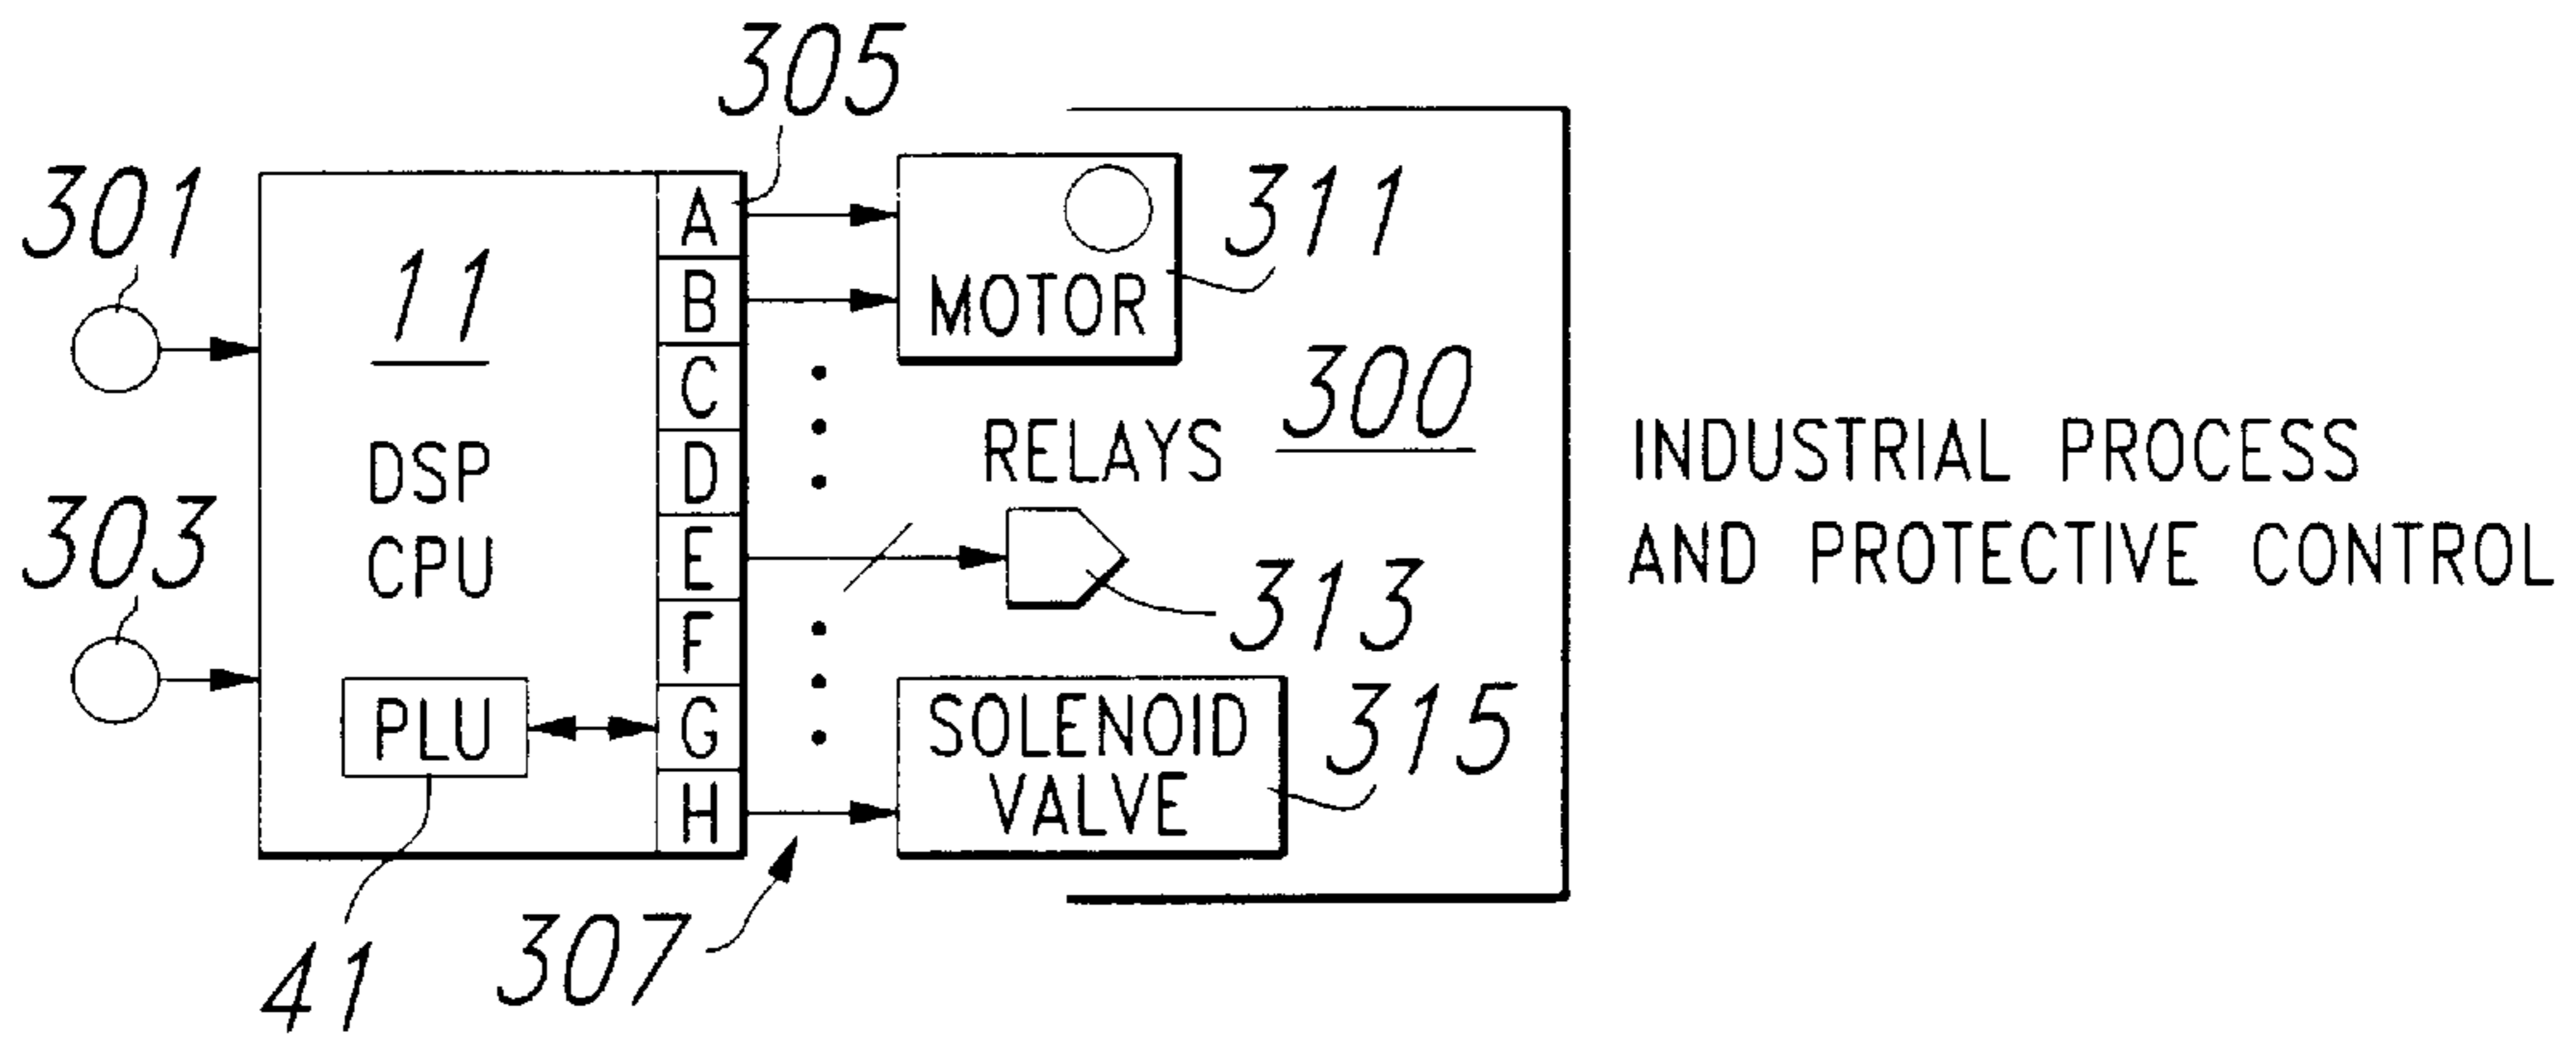 305
301
11
DSP
CPU
A
B
C
D
E
F
G
H
MOTOR
311
RELAYS
300
INDUSTRIAL PROCESS
AND PROTECTIVE CONTROL
303
313
PLU
SOLENOID
VALVE
315
307
41